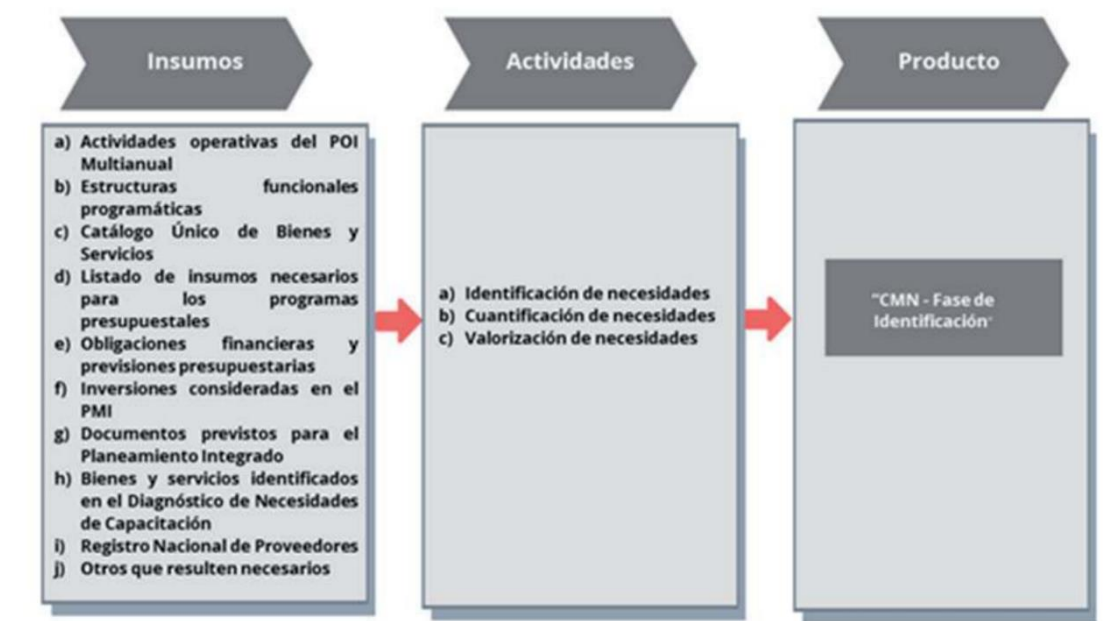 Insumos
a) Actividades operativas del POI
Multianual
b) Estructuras funcionales
programáticas
c) Catálogo Único de Bienes y
Servicios
d) Listado de insumos necesarios
para los programas
presupuestales
e) Obligaciones financieras y
previsiones presupuestarias
f) Inversiones consideradas en el
PMI
g) Documentos previstos para el
Planeamiento Integrado
h) Bienes y servicios identificados
en el Diagnóstico de Necesidades
de Capacitación
i) Registro Nacional de Proveedores
j) Otros que resulten necesarios
Actividades
a) Identificación de necesidades
b) Cuantificación de necesidades
c) Valorización de necesidades
Producto
"CMN - Fase de
Identificación"